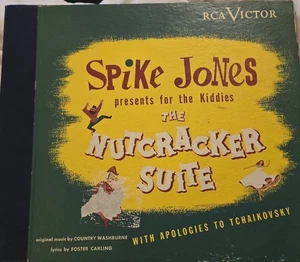 RCA VICTOR
SPIKE JONES
presents for the Kiddies
THE
NUTCRACKER
SUITE
WITH APOLOGIES TO TCHAIKOVSKY
original music by COUNTRY WASHBURNE
lyrics by FOSTER CARLING